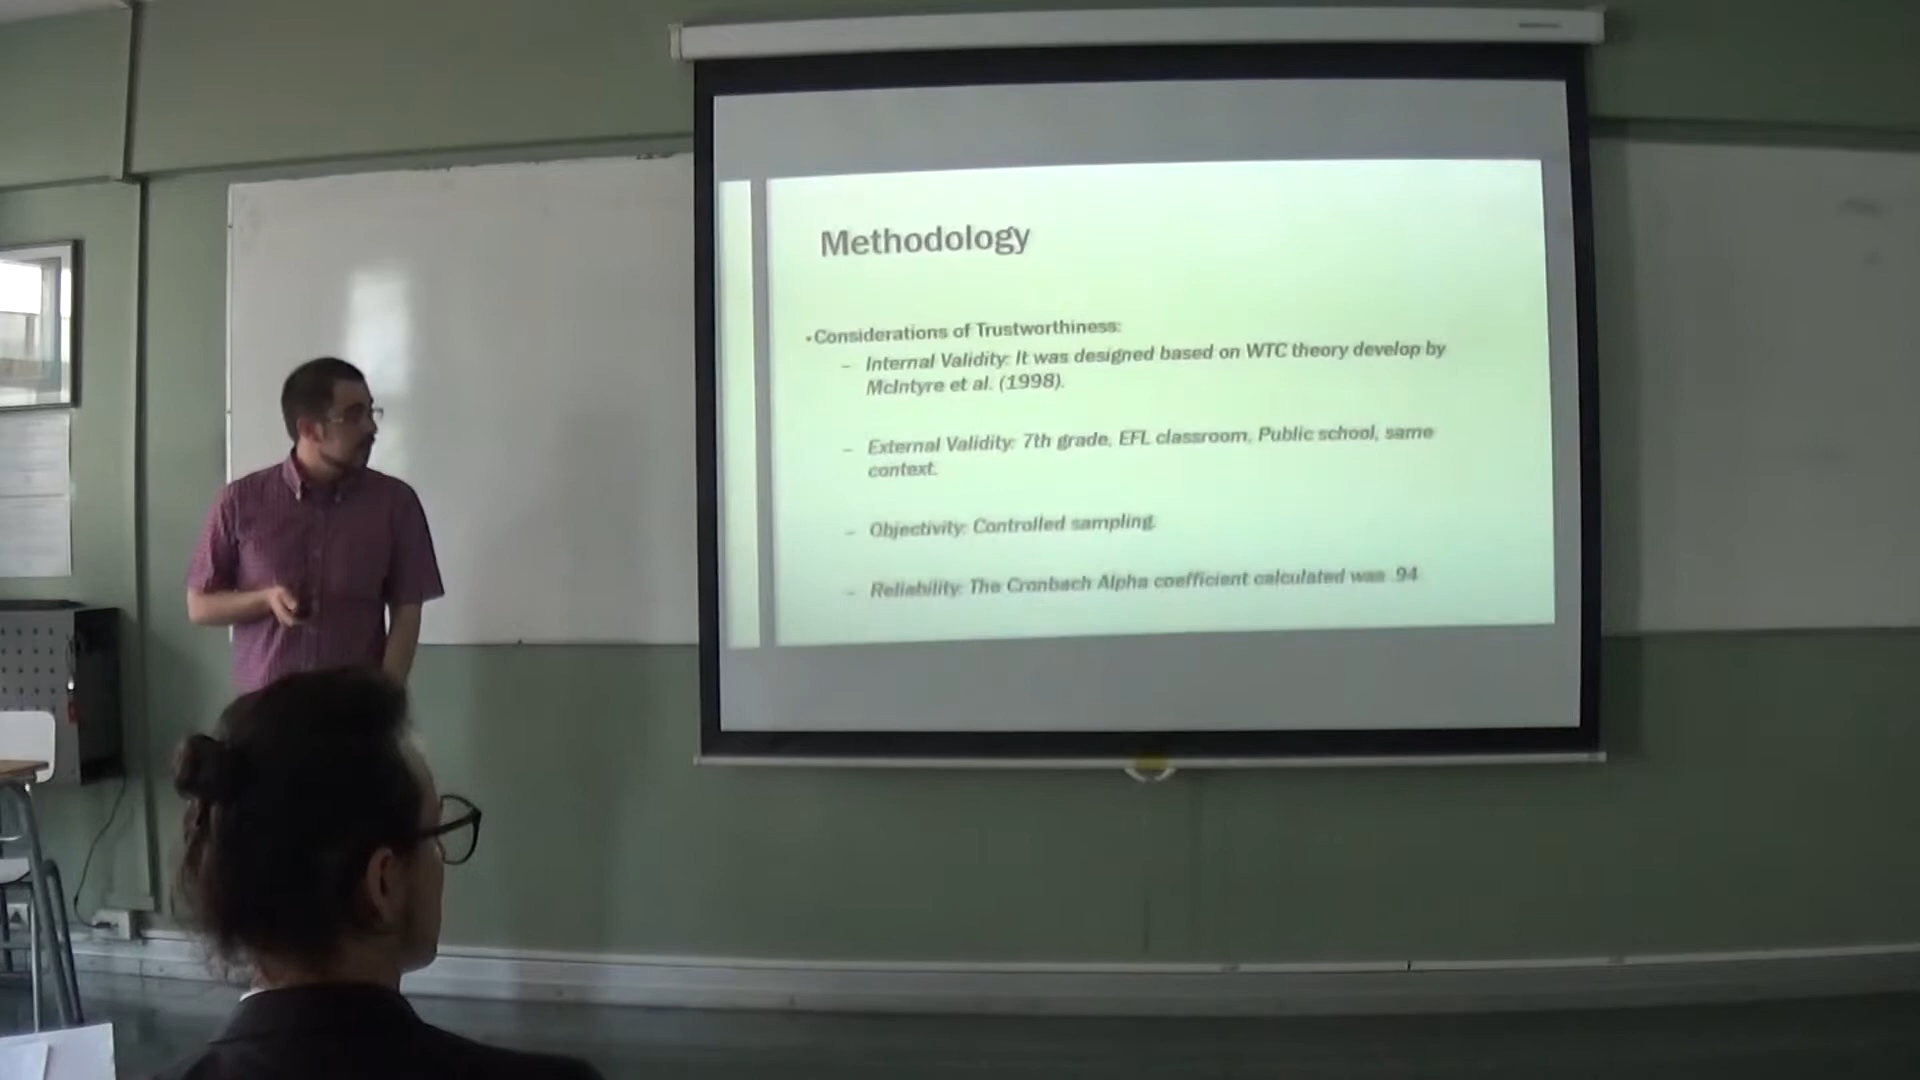 Methodology
• Considerations of Trustworthiness:
– Internal Validity: It was designed based on WTC theory develop by
McIntyre et al. (1998).
– External Validity: 7th grade, EFL classroom, Public school, same
context.
– Objectivity: Controlled sampling.
– Reliability: The Cronbach Alpha coefficient calculated was .94